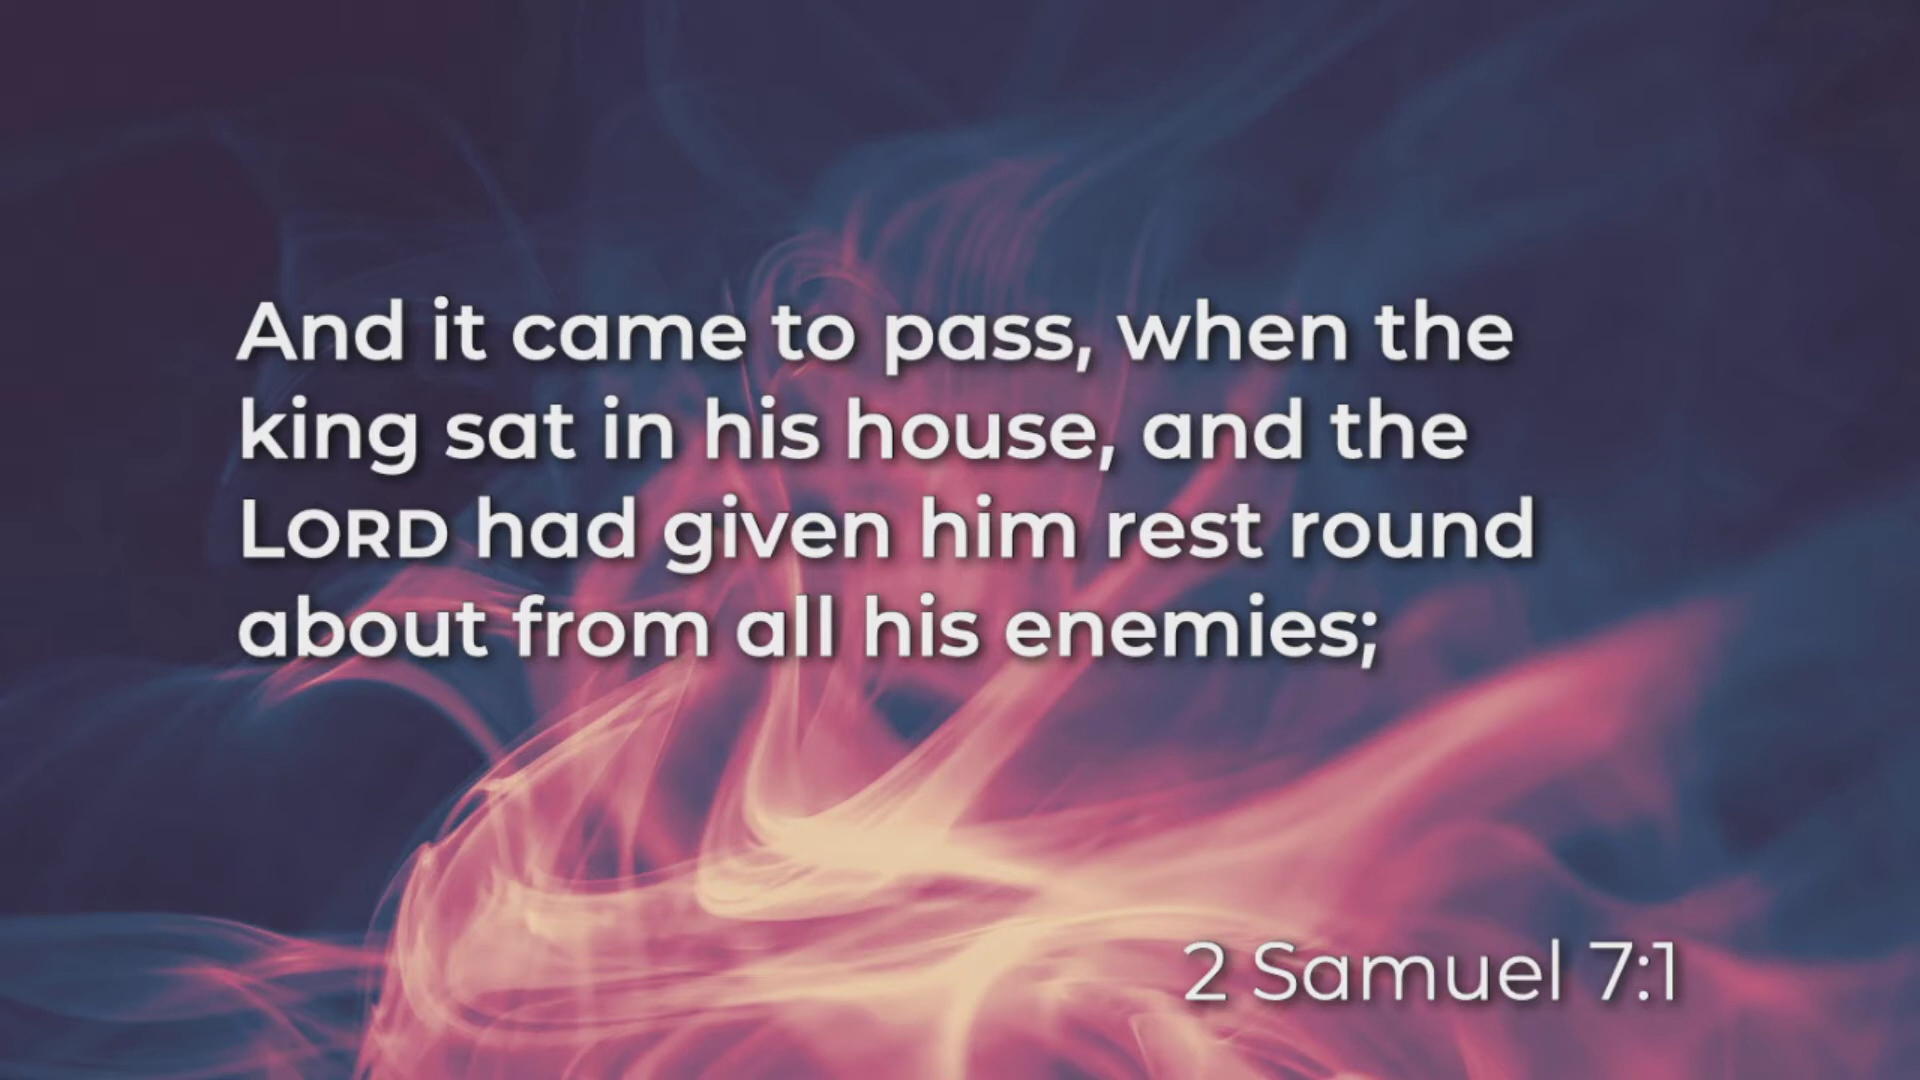 And it came to pass, when the
king sat in his house, and the
LORD had given him rest round
about from all his enemies;
2 Samuel 7:1